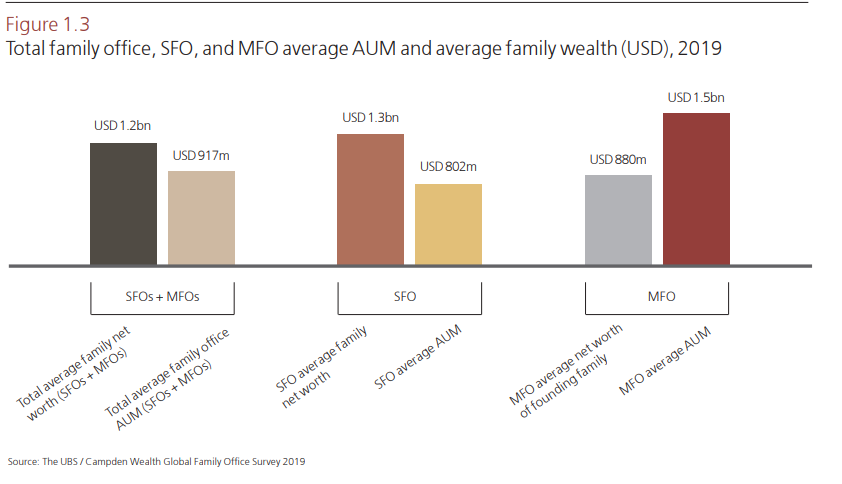 Figure 1.3
Total family office, SFO, and MFO average AUM and average family wealth (USD), 2019
USD 1.2bn
USD 917m
USD 1.3bn
USD 802m
USD 880m
USD 1.5bn
SFOs + MFOs
SFO
MFO
Total average family net
worth (SFOs + MFOs)
Total average family office
AUM (SFOs + MFOs)
SFO average family
net worth
SFO average AUM
MFO average net worth
of founding family
MFO average AUM
Source: The UBS / Campden Wealth Global Family Office Survey 2019